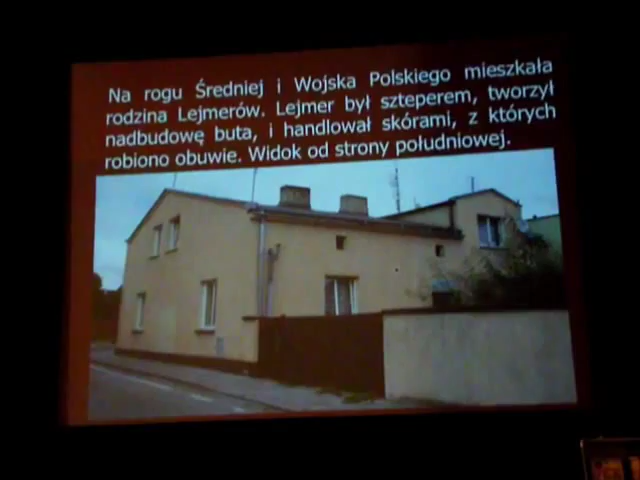 Na rogu Średniej i Wojska Polskiego mieszkała
rodzina Lejmerów. Lejmer był szteperem, tworzył
nadbudowę buta, i handlował skórami, z których
robiono obuwie. Widok od strony południowej.